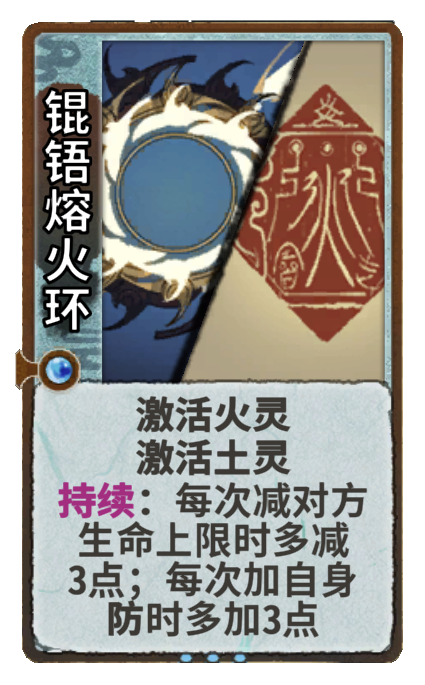 锟铻熔火环
激活火灵
激活土灵
持续：每次减对方
生命上限时多减
3点；每次加自身
防时多加3点